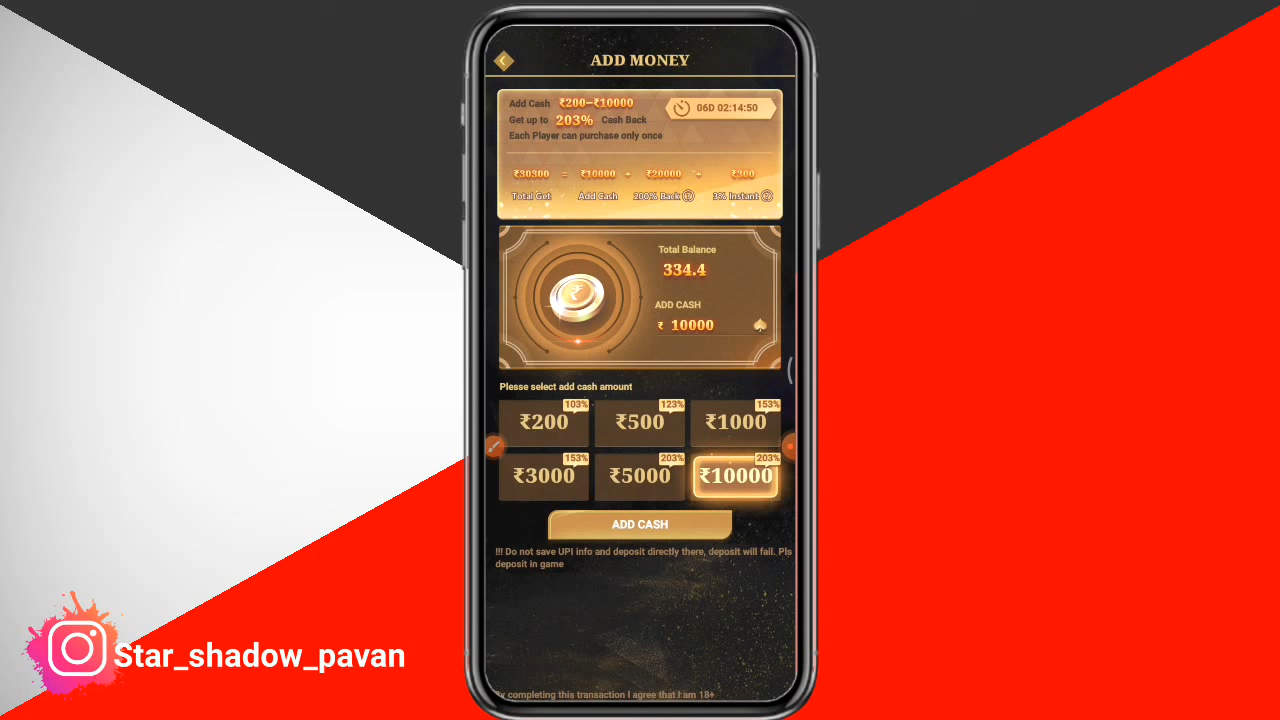 ADD MONEY
Add Cash ₹200–₹10000
06D 02:14:50
Get up to 203% Cash Back
Each Player can purchase only once
₹30300 = ₹10000 + ₹20000 + ₹300
Total Get Add Cash 200% Back 3% Instant
Total Balance
334.4
ADD CASH
₹ 10000
Plesse select add cash amount
103% 123% 153%
₹200 ₹500 ₹1000
153% 203% 203%
₹3000 ₹5000 ₹10000
ADD CASH
!!! Do not save UPI info and deposit directly there, deposit will fail. Pls
deposit in game
Star_shadow_pavan
By completing this transaction I agree that I am 18+